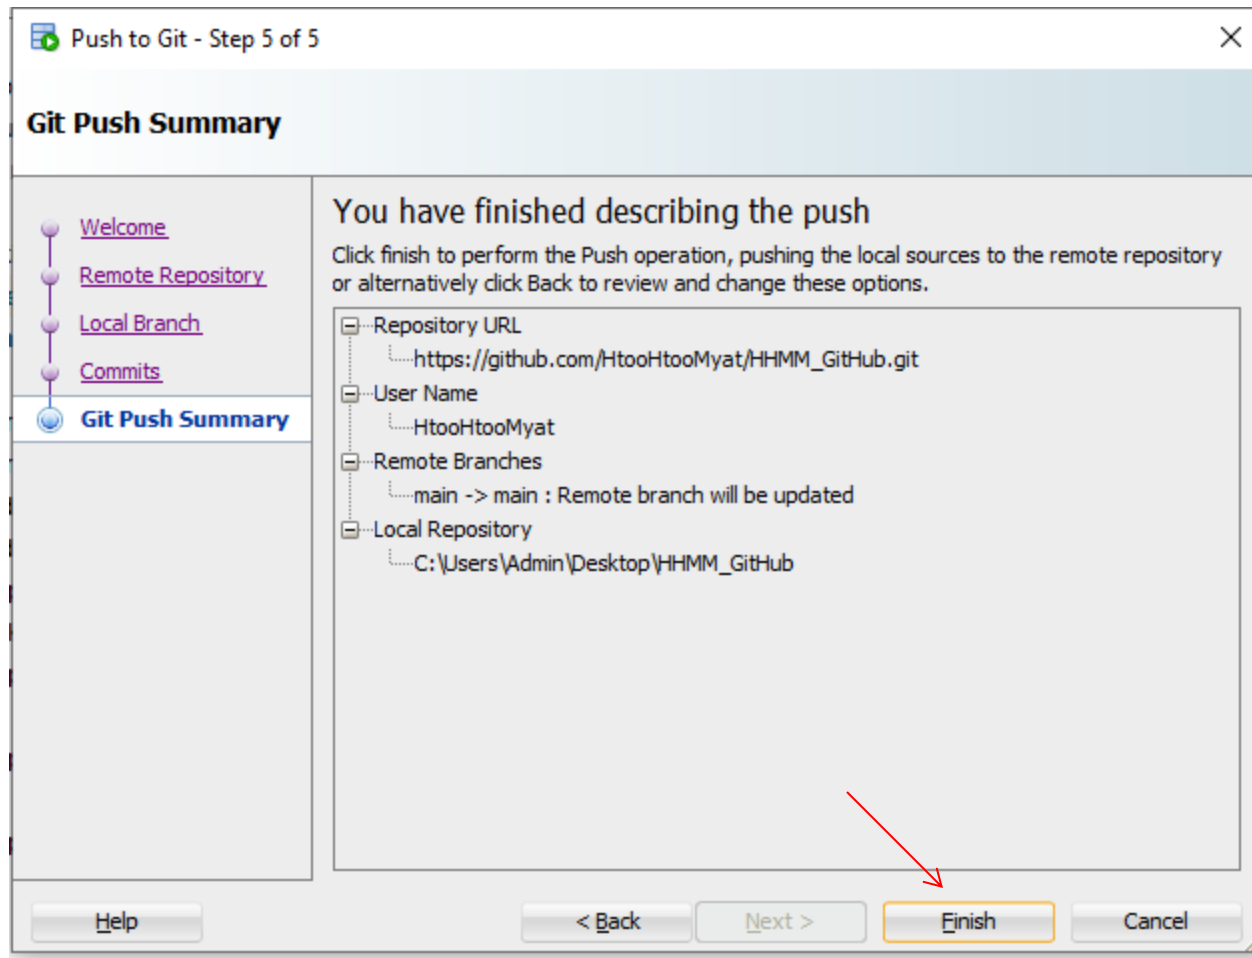 Push to Git - Step 5 of 5
Git Push Summary
Welcome
Remote Repository
Local Branch
Commits
Git Push Summary
You have finished describing the push
Click finish to perform the Push operation, pushing the local sources to the remote repository
or alternatively click Back to review and change these options.
Repository URL
https://github.com/HtooHtooMyat/HHMM_GitHub.git
User Name
HtooHtooMyat
Remote Branches
main -> main : Remote branch will be updated
Local Repository
C:\Users\Admin\Desktop\HHMM_GitHub
Help
< Back
Next >
Finish
Cancel